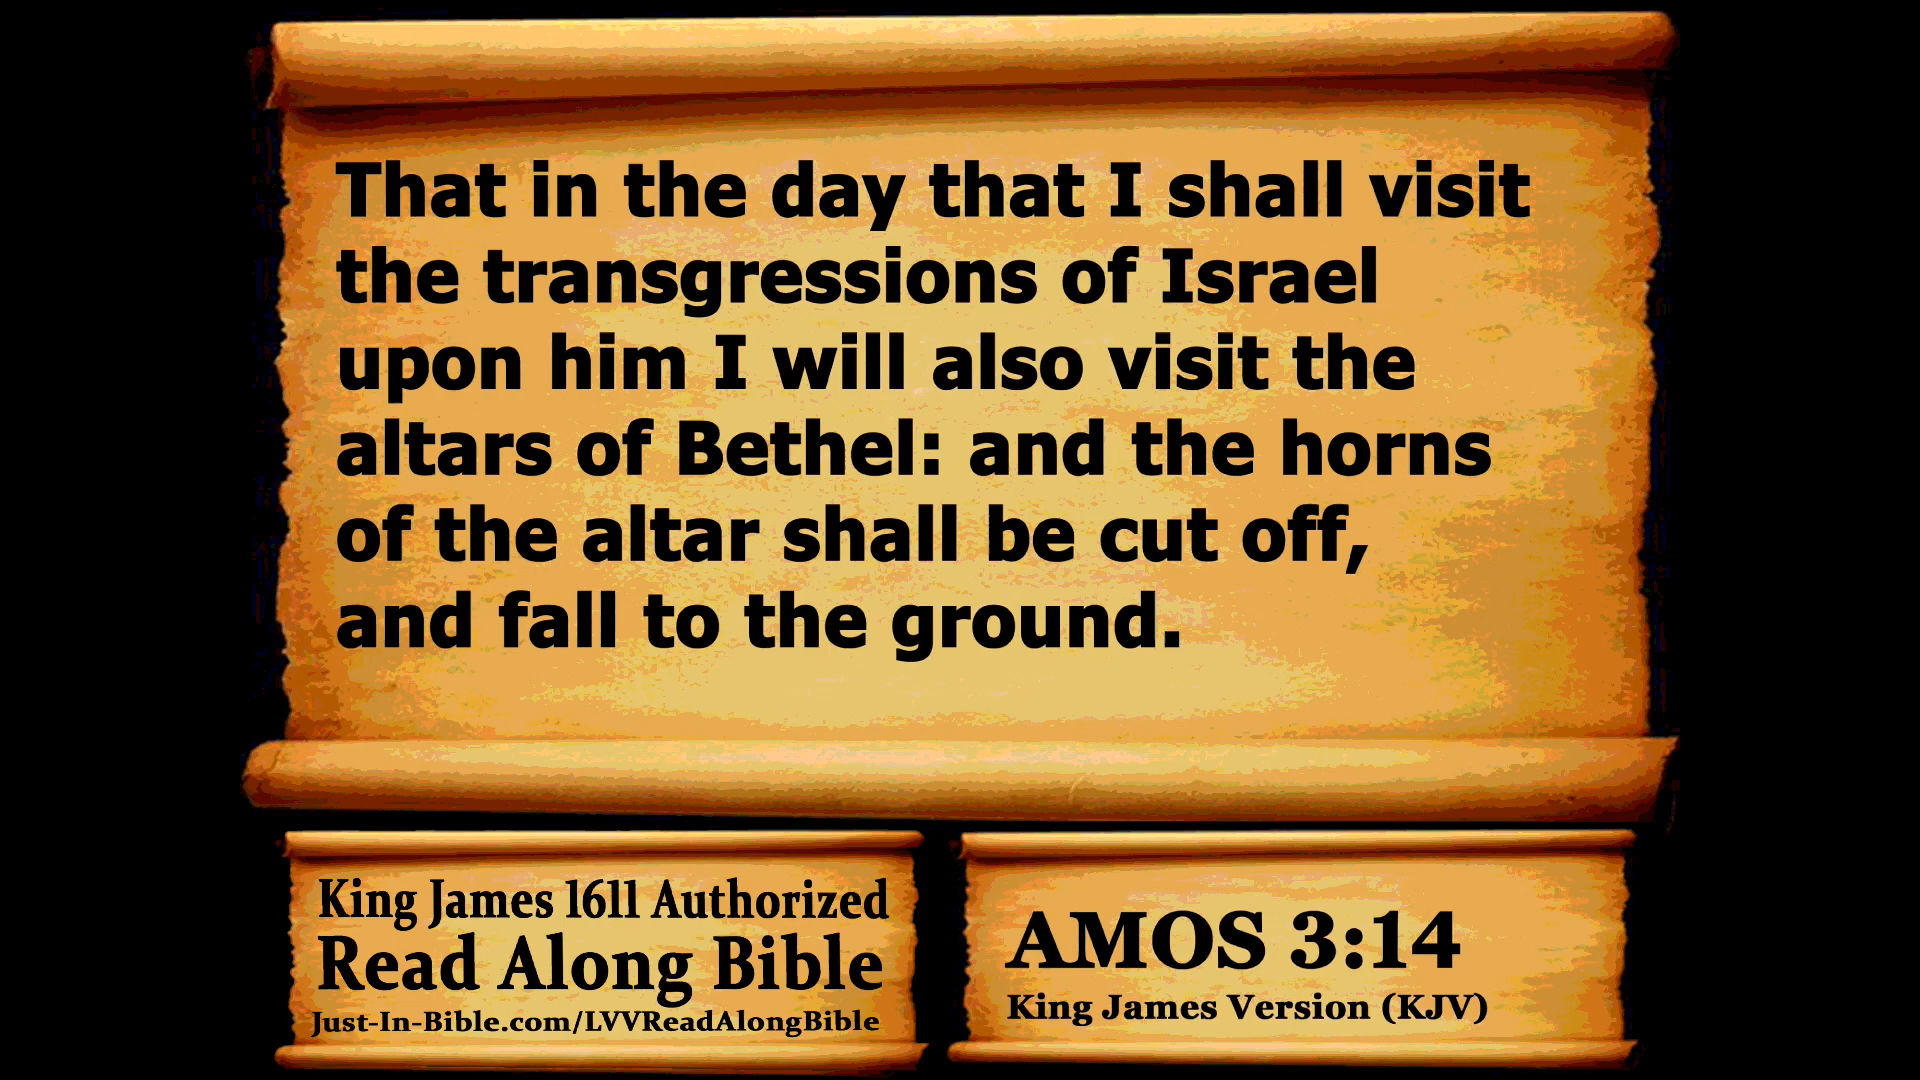 That in the day that I shall visit
the transgressions of Israel
upon him I will also visit the
altars of Bethel: and the horns
of the altar shall be cut off,
and fall to the ground.
King James 1611 Authorized
Read Along Bible
Just-In-Bible.com/LVVReadAlongBible
AMOS 3:14
King James Version (KJV)